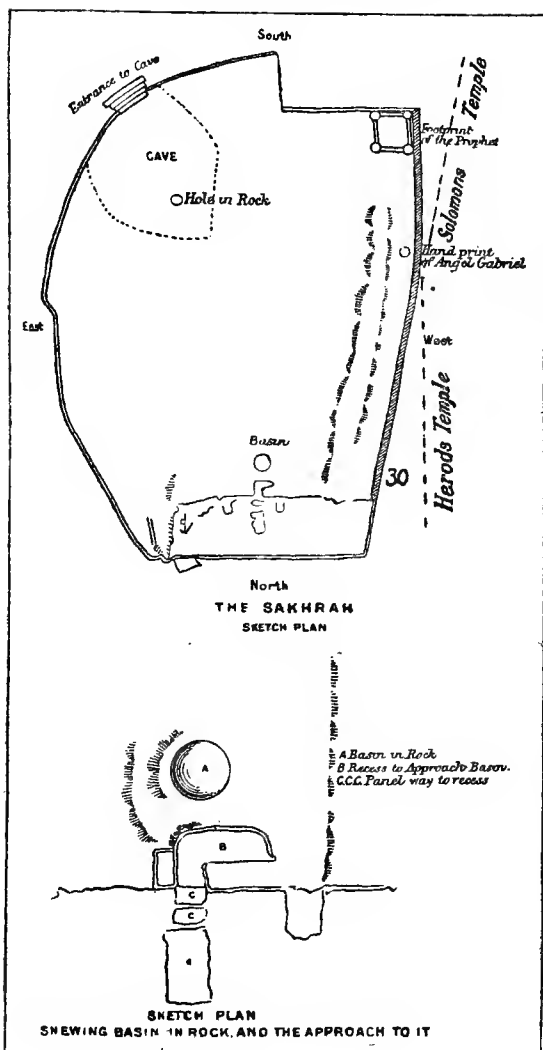 South
Entrance to Cave
CAVE
Hole in Rock
Footprint
of the Prophet
Solomons Temple
Hand print
of Angel Gabriel
East
West
Herods Temple
Basin
30
North
THE SAKHRAH
SKETCH PLAN
A
A Basin in Rock
B Recess to Approach Basin.
C.C.C. Panel way to recess
B
C
C
SKETCH PLAN
SHEWING BASIN IN ROCK, AND THE APPROACH TO IT